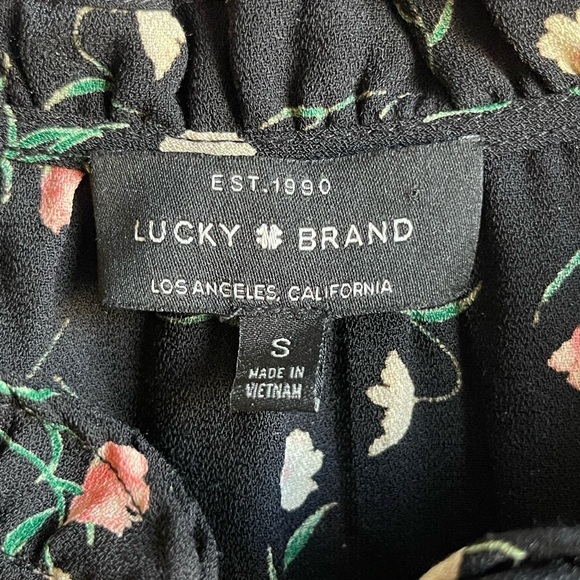 EST.1990
LUCKY BRAND
LOS ANGELES, CALIFORNIA
S
MADE IN
VIETNAM